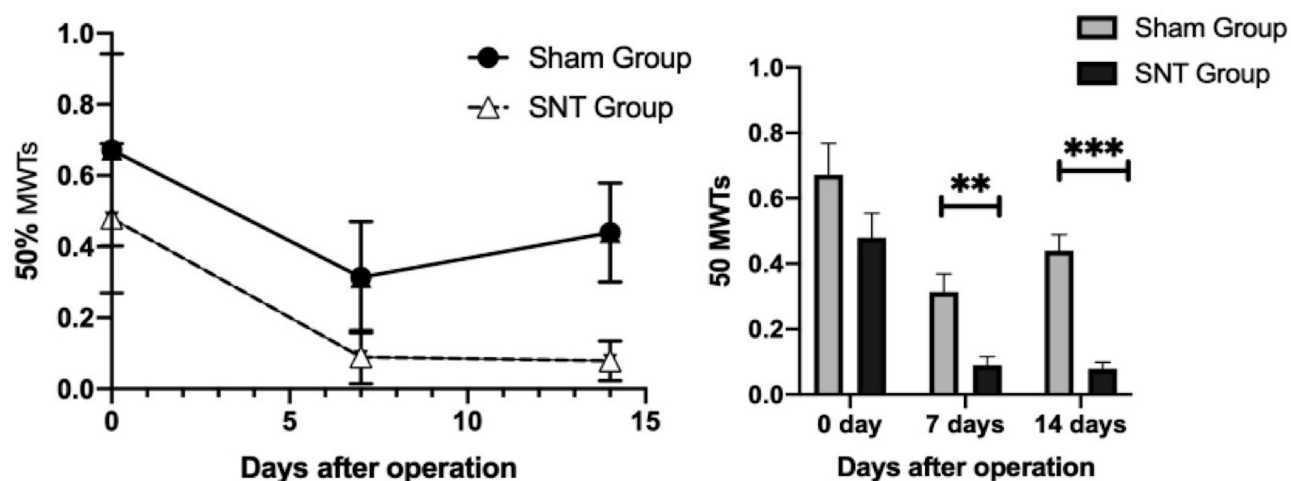 1.0
0.8
0.6
0.4
0.2
0.0
50% MWTs
0 5 10 15
Days after operation
Sham Group
SNT Group
Sham Group
SNT Group
1.0
0.8
0.6
0.4
0.2
0.0
50 MWTs
** ***
0 day 7 days 14 days
Days after operation